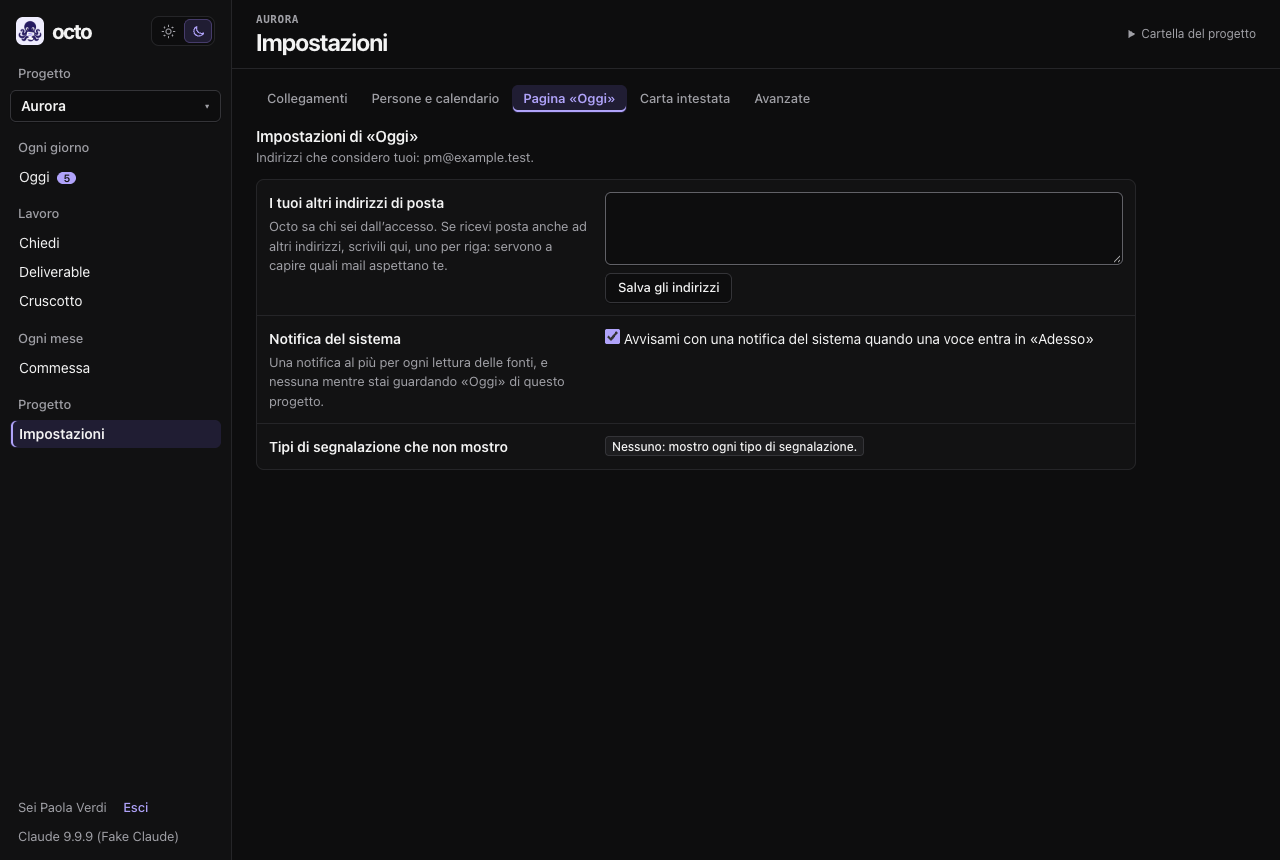 octo
Progetto
Aurora
Ogni giorno
Oggi 5
Lavoro
Chiedi
Deliverable
Cruscotto
Ogni mese
Commessa
Progetto
Impostazioni
Sei Paola Verdi Esci
Claude 9.9.9 (Fake Claude)
AURORA
Impostazioni
Cartella del progetto
Collegamenti Persone e calendario Pagina «Oggi» Carta intestata Avanzate
Impostazioni di «Oggi»
Indirizzi che considero tuoi: pm@example.test.
I tuoi altri indirizzi di posta
Octo sa chi sei dall'accesso. Se ricevi posta anche ad
altri indirizzi, scrivili qui, uno per riga: servono a
capire quali mail aspettano te.
Salva gli indirizzi
Notifica del sistema
Una notifica al più per ogni lettura delle fonti, e
nessuna mentre stai guardando «Oggi» di questo
progetto.
Avvisami con una notifica del sistema quando una voce entra in «Adesso»
Tipi di segnalazione che non mostro
Nessuno: mostro ogni tipo di segnalazione.